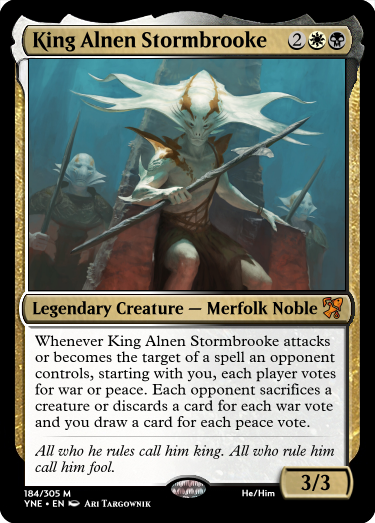 King Alnen Stormbrooke 2
Legendary Creature — Merfolk Noble
Whenever King Alnen Stormbrooke attacks
or becomes the target of a spell an opponent
controls, starting with you, each player votes
for war or peace. Each opponent sacrifices a
creature or discards a card for each war vote
and you draw a card for each peace vote.
All who he rules call him king. All who rule him
call him fool.
3/3
184/305 M
He/Him
YNE • EN Ari Targownik